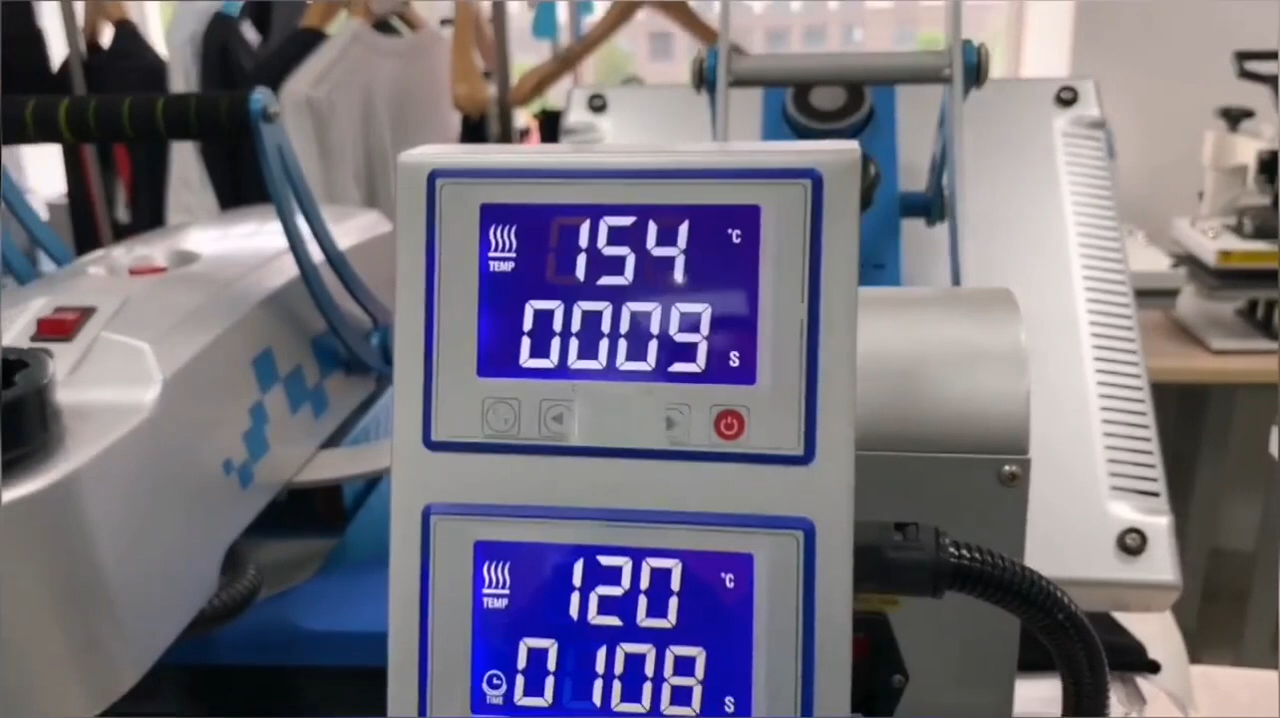 154 °C
TEMP
0009 S
120 °C
TEMP
0108 S
TIME